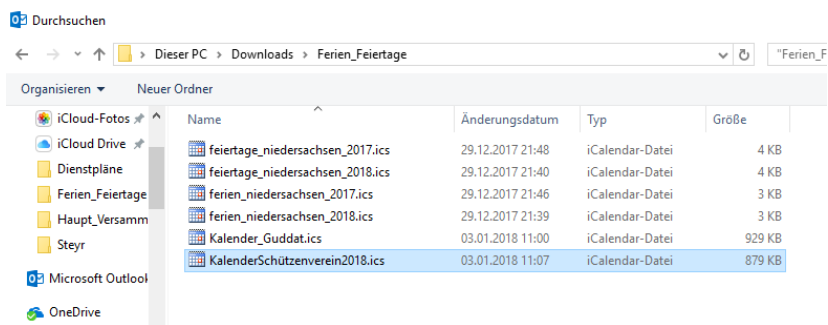 Durchsuchen
Dieser PC > Downloads > Ferien_Feiertage
"Ferien_F
Organisieren Neuer Ordner
iCloud-Fotos
iCloud Drive
Dienstpläne
Ferien_Feiertage
Haupt_Versamm
Steyr
Microsoft Outlook
OneDrive
Name Änderungsdatum Typ Größe
feiertage_niedersachsen_2017.ics 29.12.2017 21:48 iCalendar-Datei 4 KB
feiertage_niedersachsen_2018.ics 29.12.2017 21:40 iCalendar-Datei 4 KB
ferien_niedersachsen_2017.ics 29.12.2017 21:46 iCalendar-Datei 3 KB
ferien_niedersachsen_2018.ics 29.12.2017 21:39 iCalendar-Datei 3 KB
Kalender_Guddat.ics 03.01.2018 11:00 iCalendar-Datei 929 KB
KalenderSchützenverein2018.ics 03.01.2018 11:07 iCalendar-Datei 879 KB